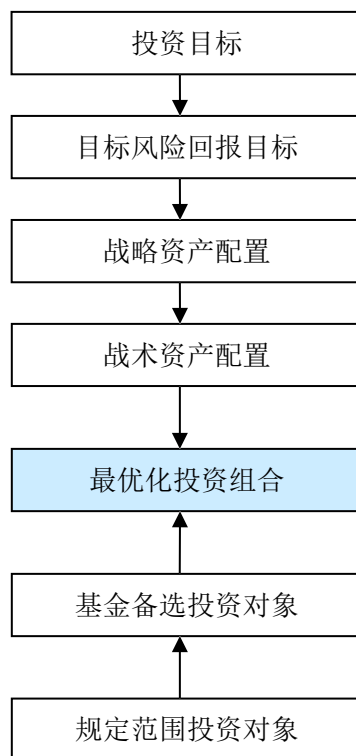 投资目标
目标风险回报目标
战略资产配置
战术资产配置
最优化投资组合
基金备选投资对象
规定范围投资对象